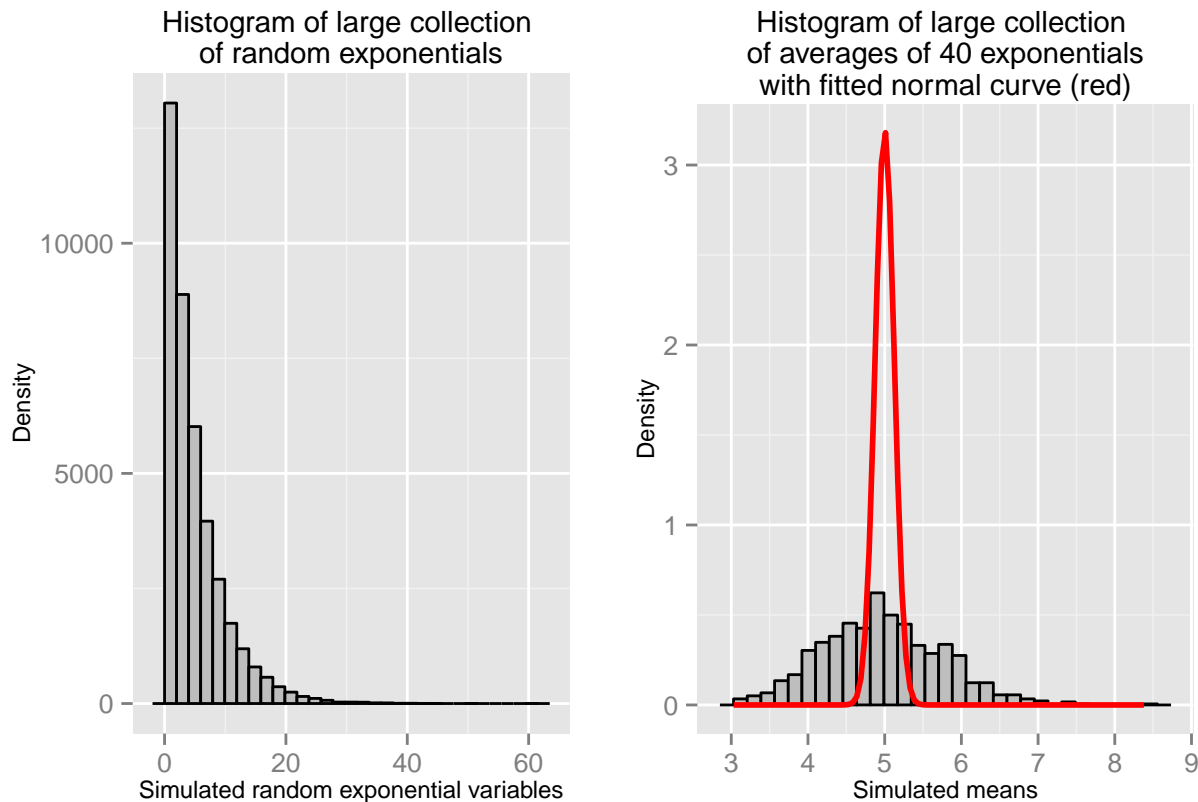 Histogram of large collection
of random exponentials
Density
10000
5000
0
0 20 40 60
Simulated random exponential variables
Histogram of large collection
of averages of 40 exponentials
with fitted normal curve (red)
Density
3
2
1
0
3 4 5 6 7 8 9
Simulated means